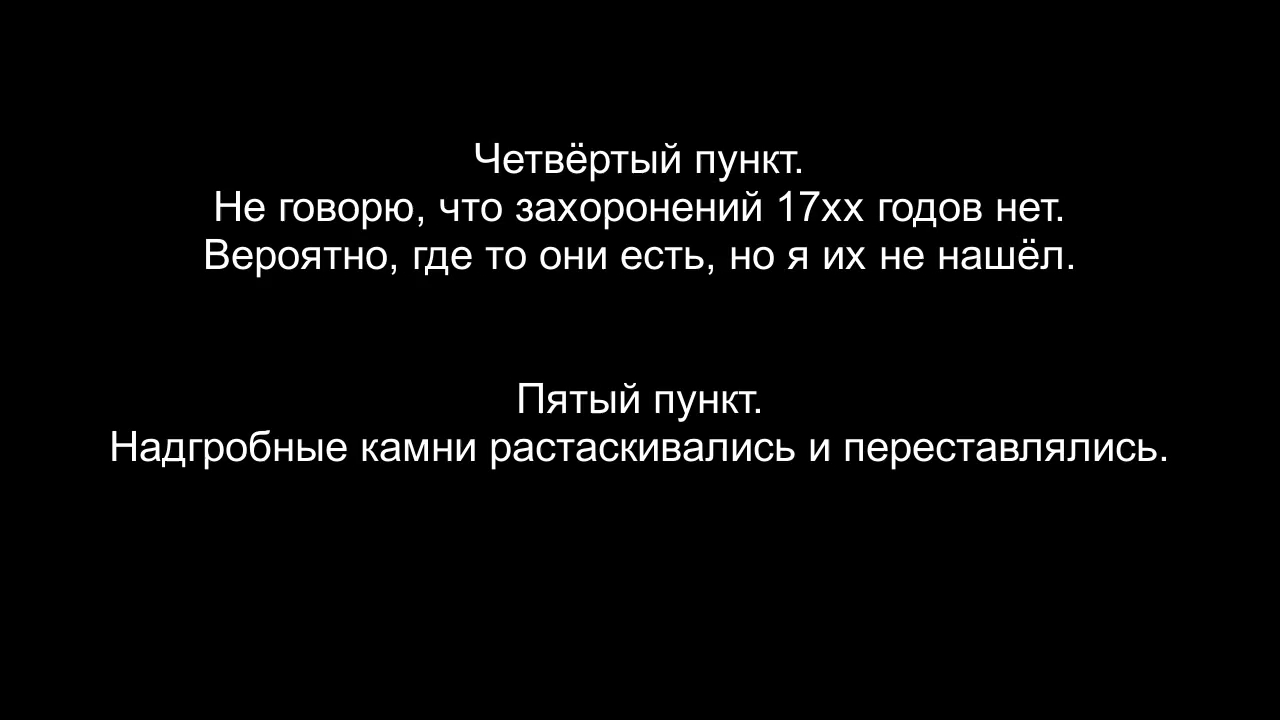 Четвёртый пункт.
Не говорю, что захоронений 17хх годов нет.
Вероятно, где то они есть, но я их не нашёл.
Пятый пункт.
Надгробные камни растаскивались и переставлялись.